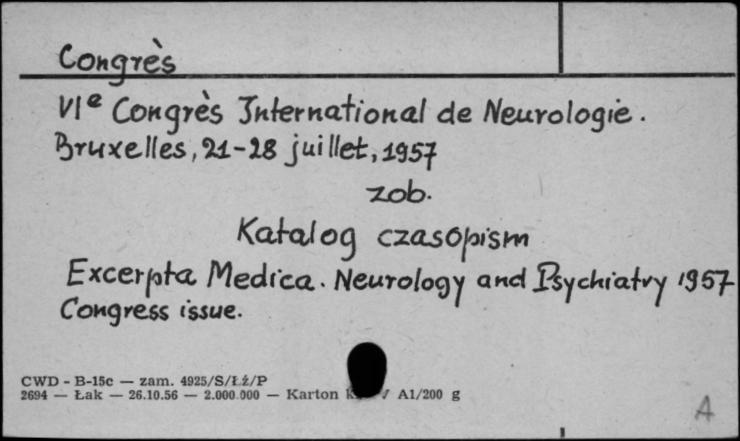 Congrès
VIe Congrès International de Neurologie.
Bruxelles, 21-28 juillet, 1957
zob.
Katalog czasopism
Excerpta Medica. Neurology and Psychiatry 1957
Congress issue.
CWD - B-15c — zam. 4925/S/Łź/P
2694 — Łak — 26.10.56 — 2.000.000 — Karton A1/200 g
A